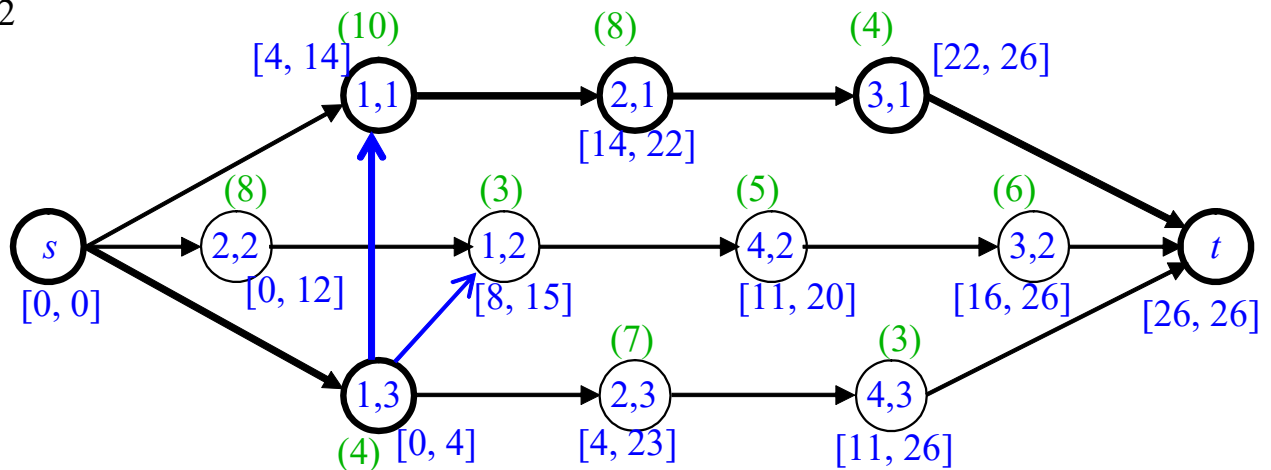 2
(10) (8) (4)
[4, 14] [22, 26]
1,1 2,1 3,1
[14, 22]
(8) (3) (5) (6)
s 2,2 1,2 4,2 3,2 t
[0, 0] [0, 12] [8, 15] [11, 20] [16, 26] [26, 26]
(7) (3)
1,3 2,3 4,3
(4) [0, 4] [4, 23] [11, 26]